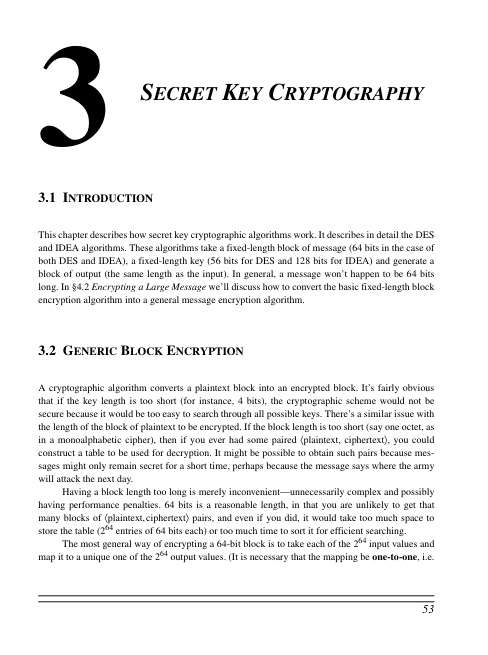 3
SECRET KEY CRYPTOGRAPHY
3.1 INTRODUCTION
This chapter describes how secret key cryptographic algorithms work. It describes in detail the DES
and IDEA algorithms. These algorithms take a fixed-length block of message (64 bits in the case of
both DES and IDEA), a fixed-length key (56 bits for DES and 128 bits for IDEA) and generate a
block of output (the same length as the input). In general, a message won't happen to be 64 bits
long. In §4.2 Encrypting a Large Message we'll discuss how to convert the basic fixed-length block
encryption algorithm into a general message encryption algorithm.
3.2 GENERIC BLOCK ENCRYPTION
A cryptographic algorithm converts a plaintext block into an encrypted block. It's fairly obvious
that if the key length is too short (for instance, 4 bits), the cryptographic scheme would not be
secure because it would be too easy to search through all possible keys. There's a similar issue with
the length of the block of plaintext to be encrypted. If the block length is too short (say one octet, as
in a monoalphabetic cipher), then if you ever had some paired ⟨plaintext, ciphertext⟩, you could
construct a table to be used for decryption. It might be possible to obtain such pairs because mes-
sages might only remain secret for a short time, perhaps because the message says where the army
will attack the next day.
Having a block length too long is merely inconvenient—unnecessarily complex and possibly
having performance penalties. 64 bits is a reasonable length, in that you are unlikely to get that
many blocks of ⟨plaintext,ciphertext⟩ pairs, and even if you did, it would take too much space to
store the table (2^64 entries of 64 bits each) or too much time to sort it for efficient searching.
The most general way of encrypting a 64-bit block is to take each of the 2^64 input values and
map it to a unique one of the 2^64 output values. (It is necessary that the mapping be one-to-one, i.e.
53